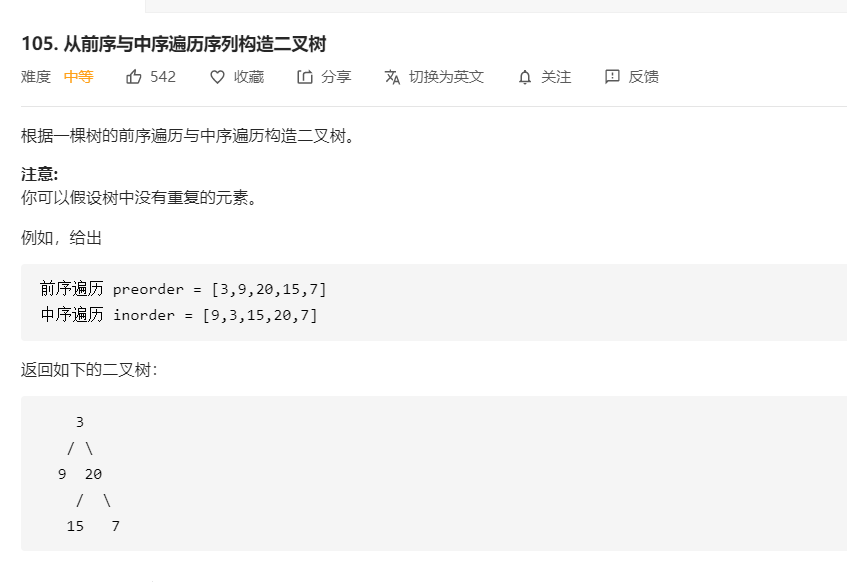 105. 从前序与中序遍历序列构造二叉树
难度 中等 542 收藏 分享 切换为英文 关注 反馈
根据一棵树的前序遍历与中序遍历构造二叉树。
注意:
你可以假设树中没有重复的元素。
例如，给出
前序遍历 preorder = [3,9,20,15,7]
中序遍历 inorder = [9,3,15,20,7]
返回如下的二叉树：
3
/ \
9 20
/ \
15 7